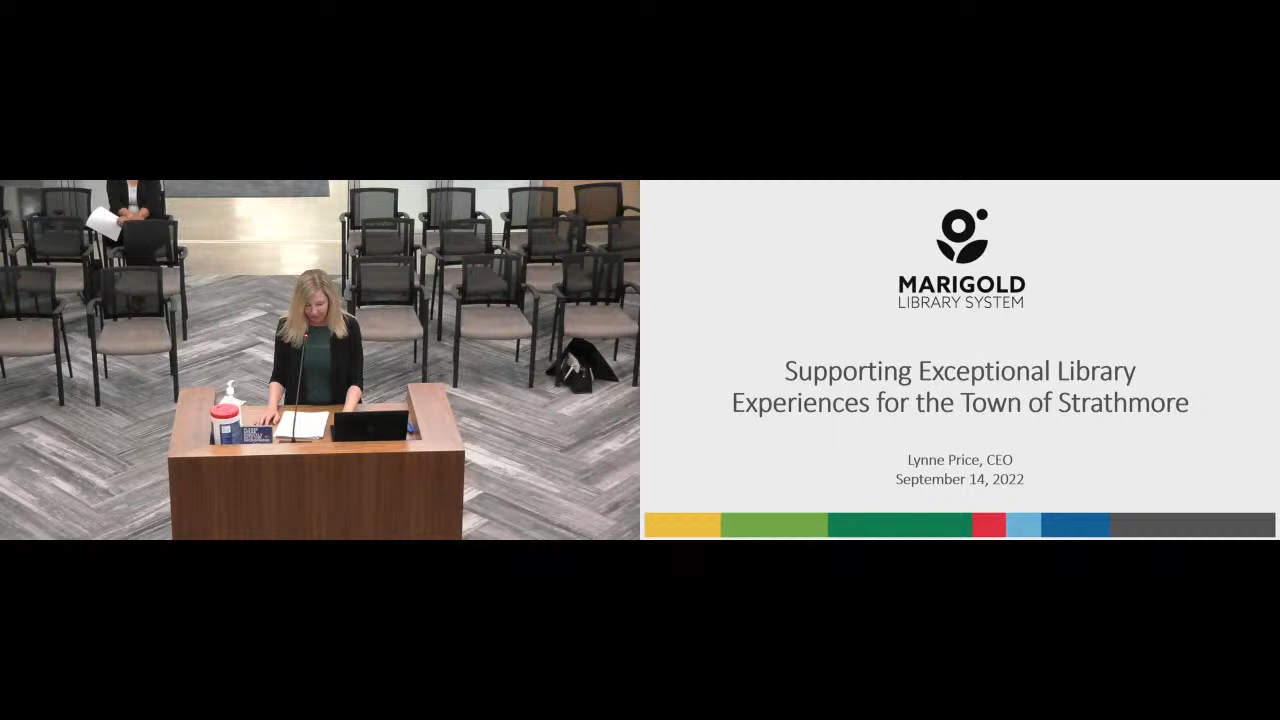 MARIGOLD
LIBRARY SYSTEM
Supporting Exceptional Library
Experiences for the Town of Strathmore
Lynne Price, CEO
September 14, 2022